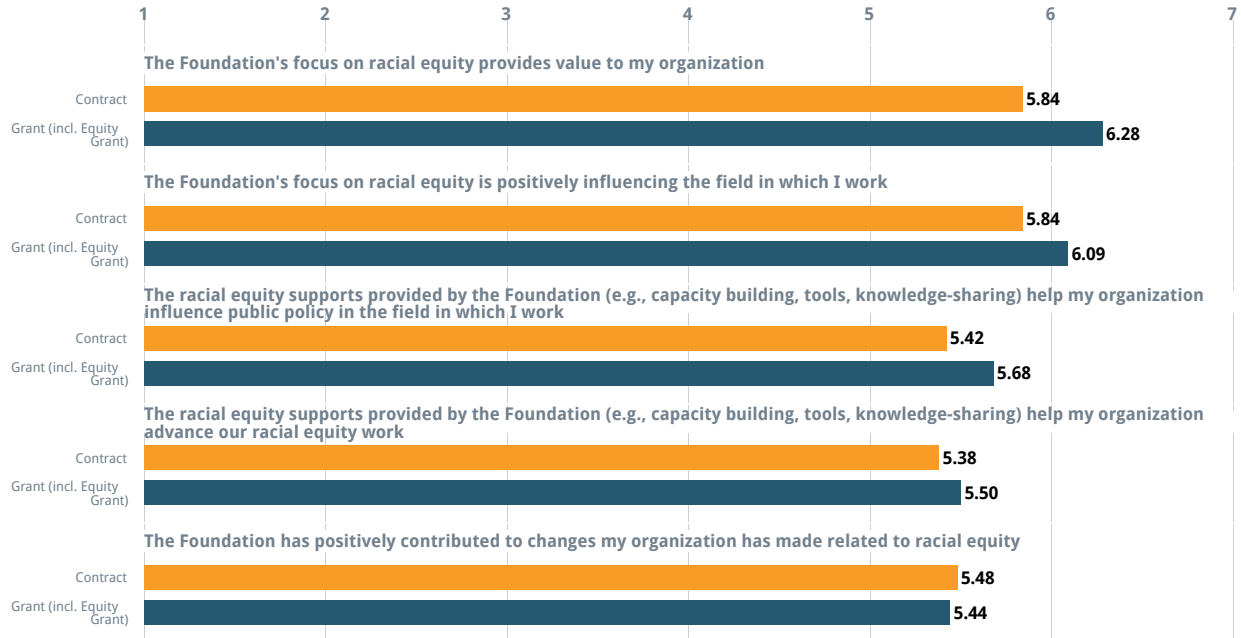 1 2 3 4 5 6 7
The Foundation's focus on racial equity provides value to my organization
Contract
5.84
Grant (incl. Equity
Grant)
6.28
The Foundation's focus on racial equity is positively influencing the field in which I work
Contract
5.84
Grant (incl. Equity
Grant)
6.09
The racial equity supports provided by the Foundation (e.g., capacity building, tools, knowledge-sharing) help my organization
influence public policy in the field in which I work
Contract
5.42
Grant (incl. Equity
Grant)
5.68
The racial equity supports provided by the Foundation (e.g., capacity building, tools, knowledge-sharing) help my organization
advance our racial equity work
Contract
5.38
Grant (incl. Equity
Grant)
5.50
The Foundation has positively contributed to changes my organization has made related to racial equity
Contract
5.48
Grant (incl. Equity
Grant)
5.44